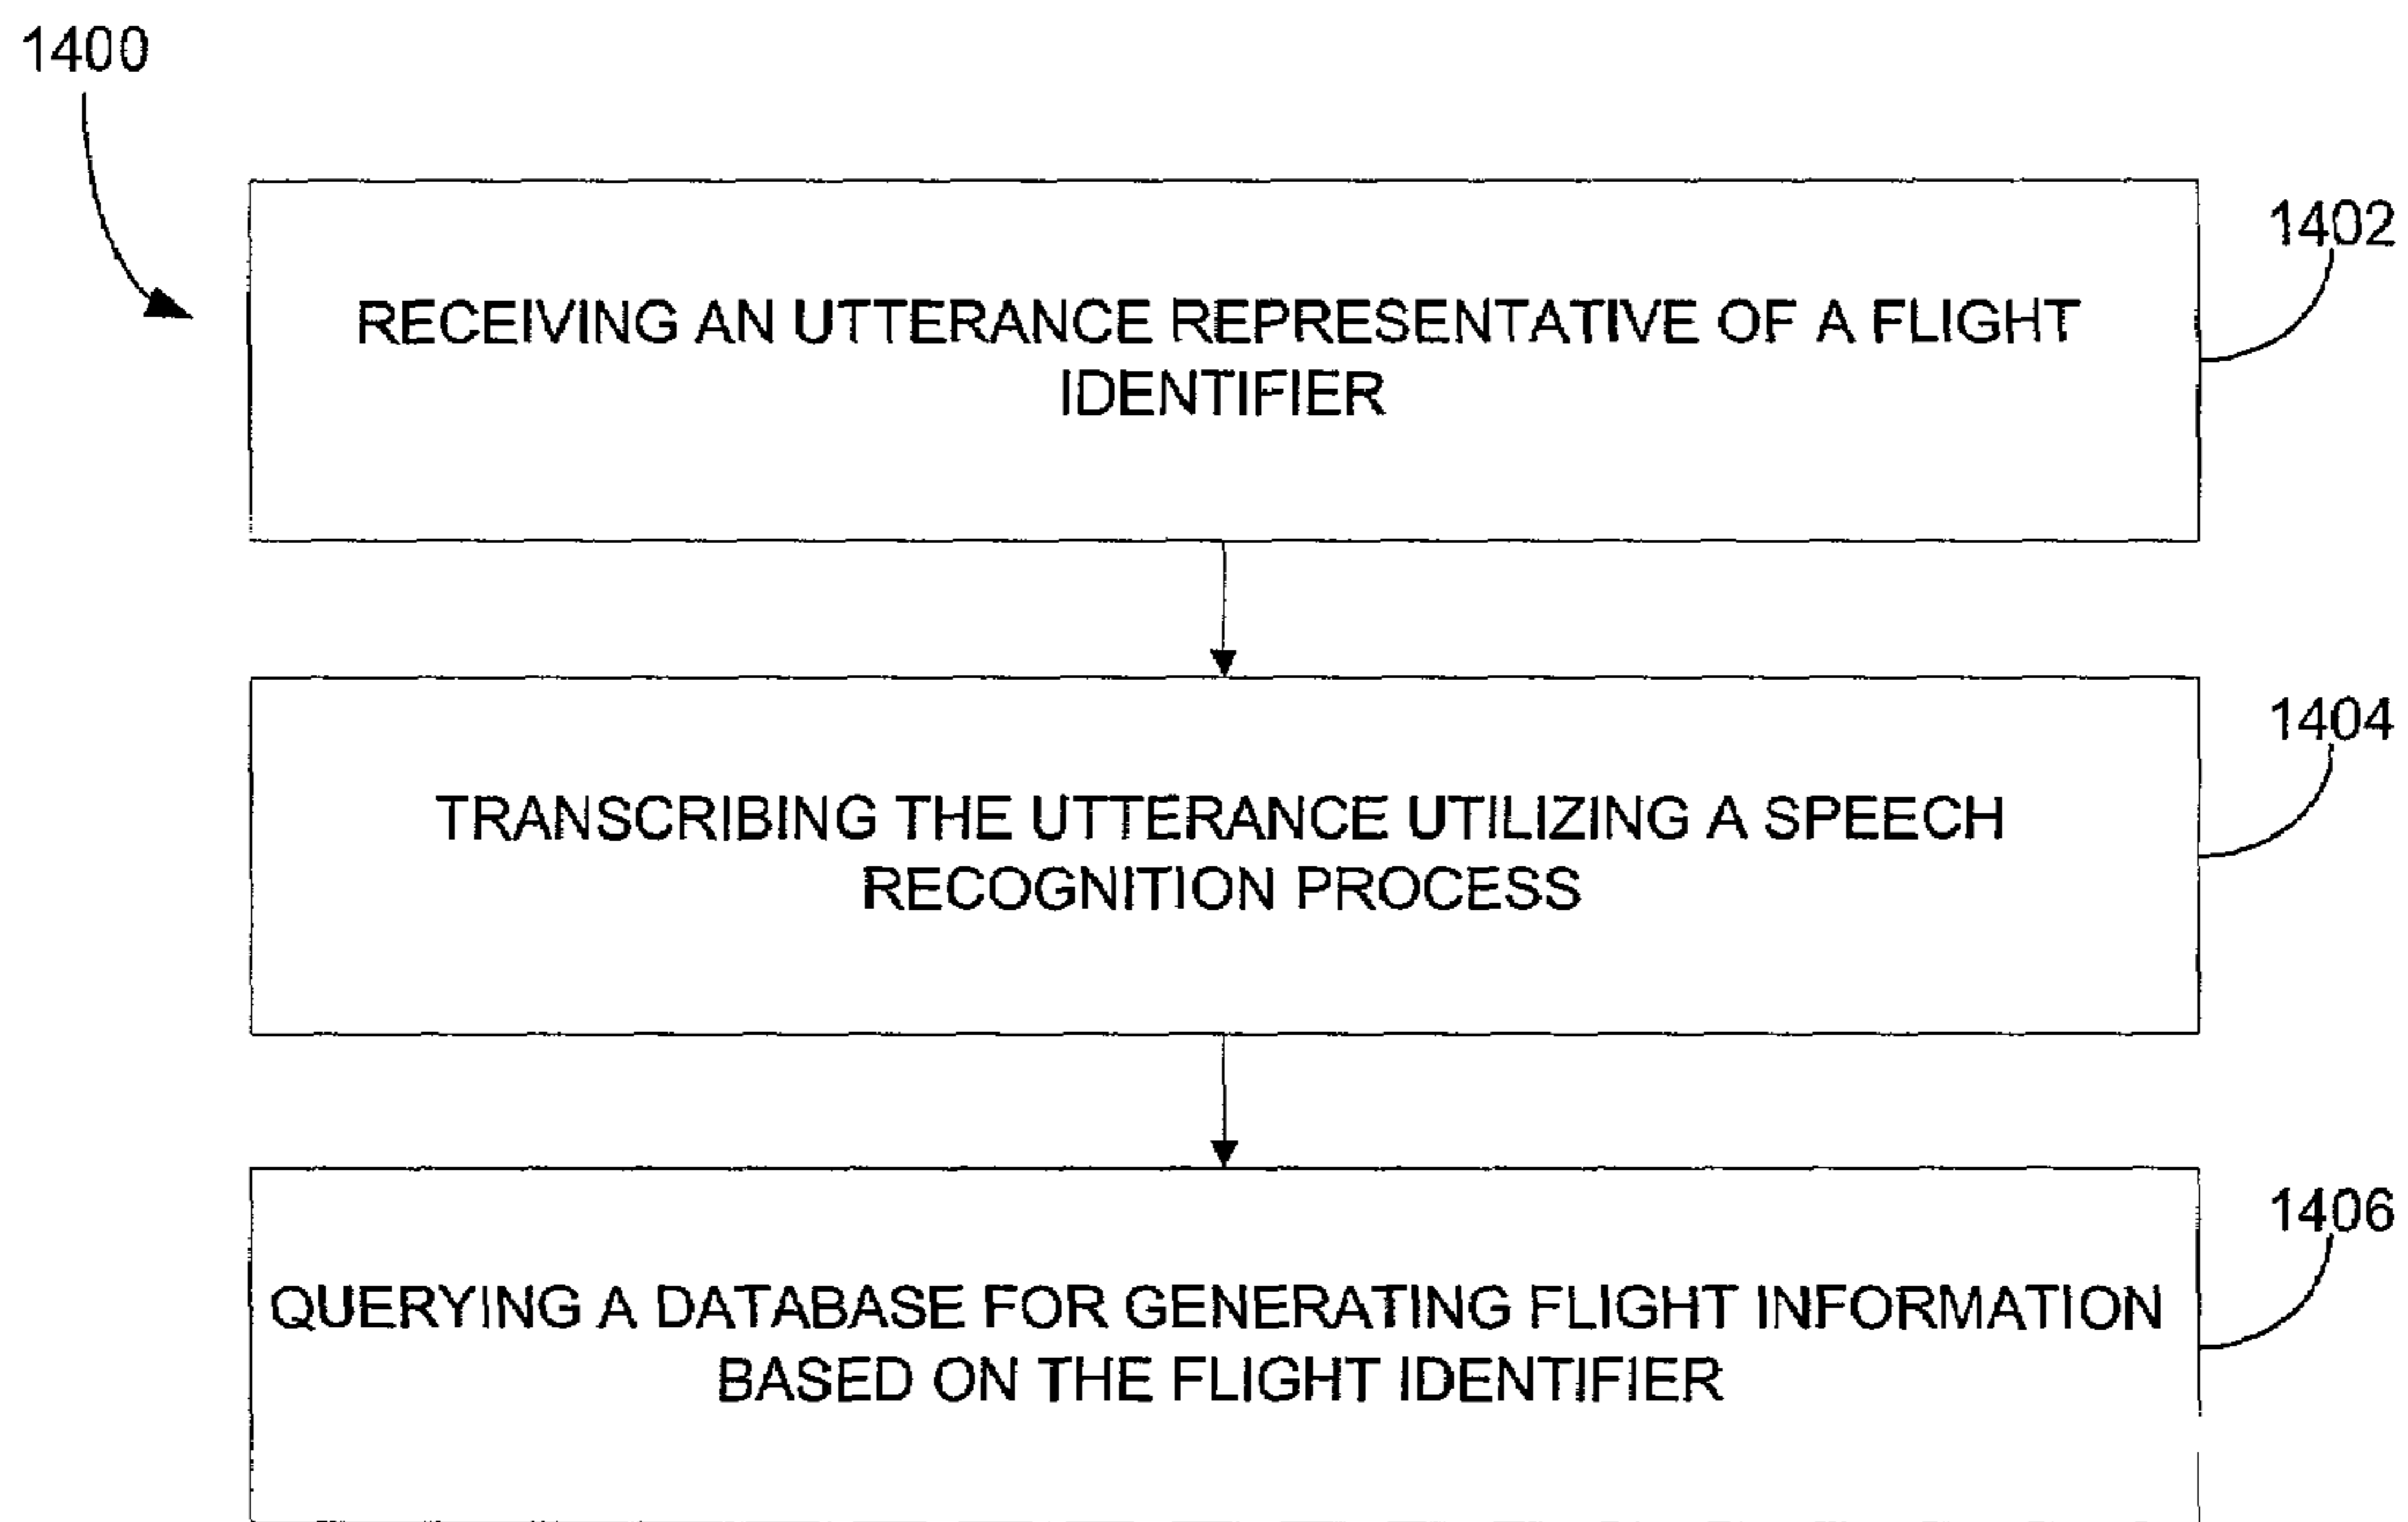 1400
1402
RECEIVING AN UTTERANCE REPRESENTATIVE OF A FLIGHT
IDENTIFIER
1404
TRANSCRIBING THE UTTERANCE UTILIZING A SPEECH
RECOGNITION PROCESS
1406
QUERYING A DATABASE FOR GENERATING FLIGHT INFORMATION
BASED ON THE FLIGHT IDENTIFIER